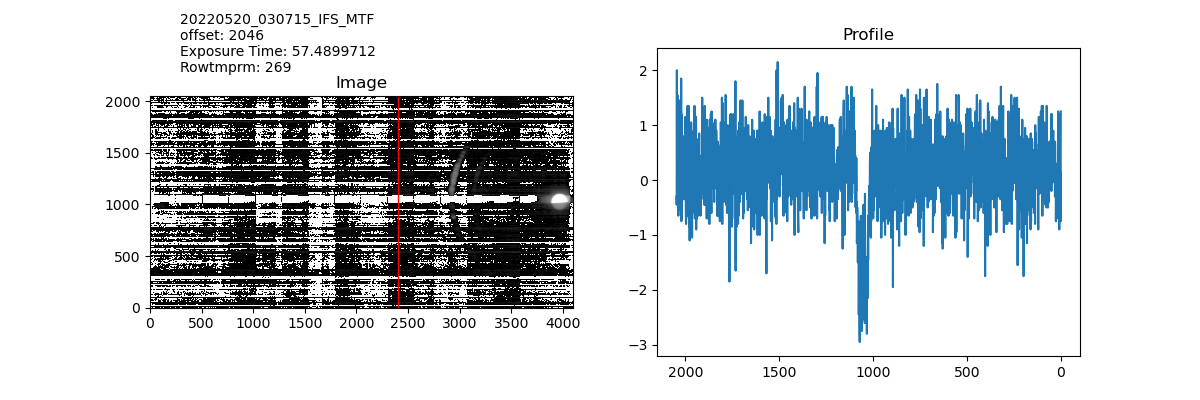 20220520_030715_IFS_MTF
offset: 2046
Exposure Time: 57.4899712
Rowtmprm: 269
Image
2000
1500
1000
500
0
0 500 1000 1500 2000 2500 3000 3500 4000
Profile
2
1
0
−1
−2
−3
2000 1500 1000 500 0